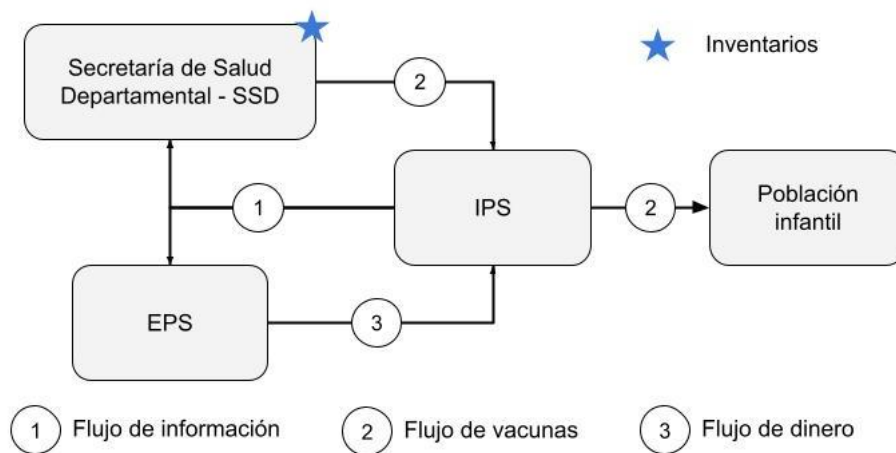 Secretaría de Salud
Departamental - SSD
2
Inventarios
1
IPS
2
Población
infantil
EPS
3
1 Flujo de información
2 Flujo de vacunas
3 Flujo de dinero